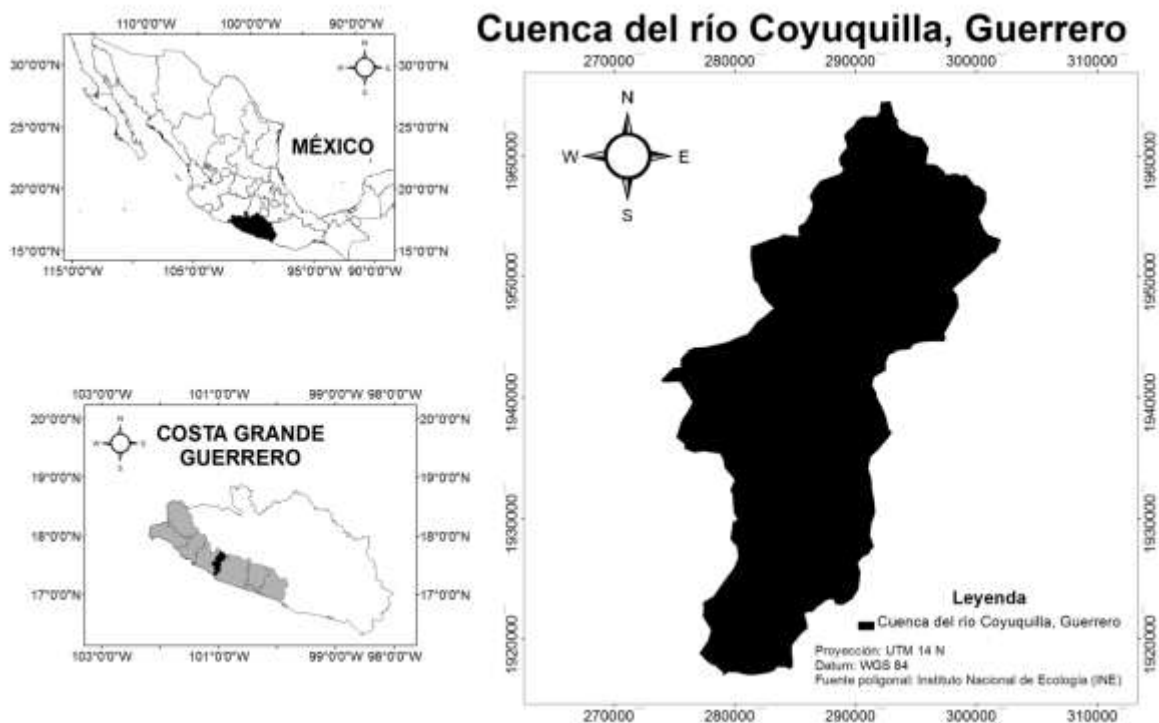 Cuenca del río Coyuquilla, Guerrero
110°0'0"W 100°0'0"W 90°0'0"W
30°0'0"N 30°0'0"N
25°0'0"N 25°0'0"N
20°0'0"N 20°0'0"N
15°0'0"N 15°0'0"N
MÉXICO
115°0'0"W 105°0'0"W 95°0'0"W 90°0'0"W
103°0'0"W 101°0'0"W 99°0'0"W 98°0'0"W
20°0'0"N 20°0'0"N
19°0'0"N 19°0'0"N
18°0'0"N 18°0'0"N
17°0'0"N 17°0'0"N
COSTA GRANDE
GUERRERO
103°0'0"W 101°0'0"W 99°0'0"W 98°0'0"W
270000 280000 290000 300000 310000
N
W E
S
1960000 1960000
1950000 1950000
1940000 1940000
1930000 1930000
1920000 1920000
Leyenda
Cuenca del río Coyuquilla, Guerrero
Proyección: UTM 14 N
Datum: WGS 84
Fuente poligonal: Instituto Nacional de Ecología (INE)
270000 280000 290000 300000 310000